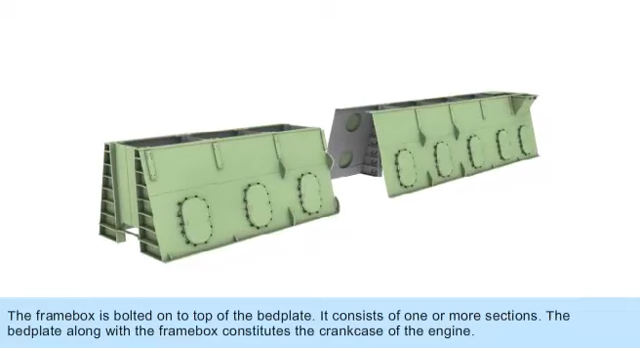 The framebox is bolted on to top of the bedplate. It consists of one or more sections. The
bedplate along with the framebox constitutes the crankcase of the engine.